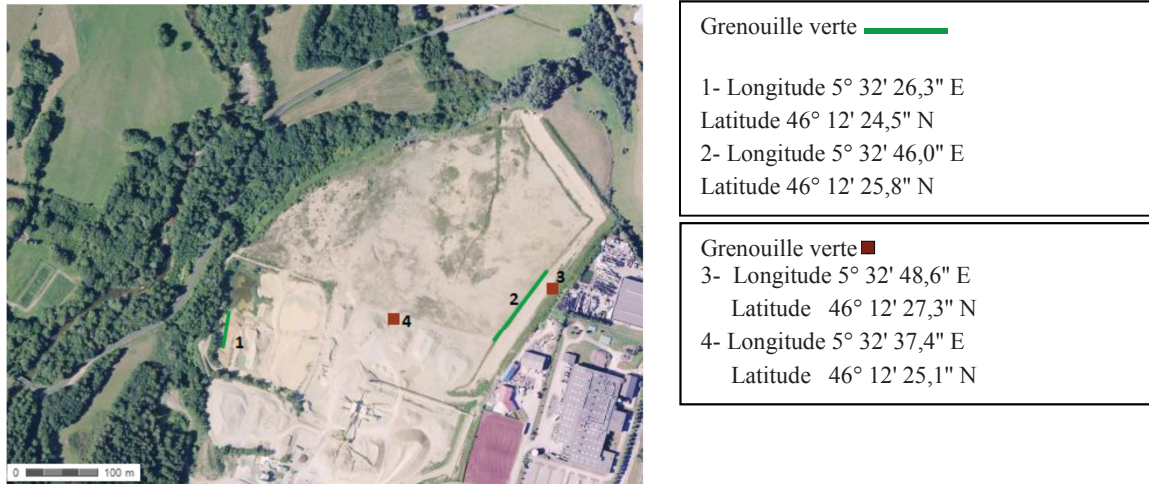 1
2
3
4
0 100 m
Grenouille verte
1- Longitude 5° 32' 26,3" E
Latitude 46° 12' 24,5" N
2- Longitude 5° 32' 46,0" E
Latitude 46° 12' 25,8" N
Grenouille verte
3- Longitude 5° 32' 48,6" E
Latitude 46° 12' 27,3" N
4- Longitude 5° 32' 37,4" E
Latitude 46° 12' 25,1" N